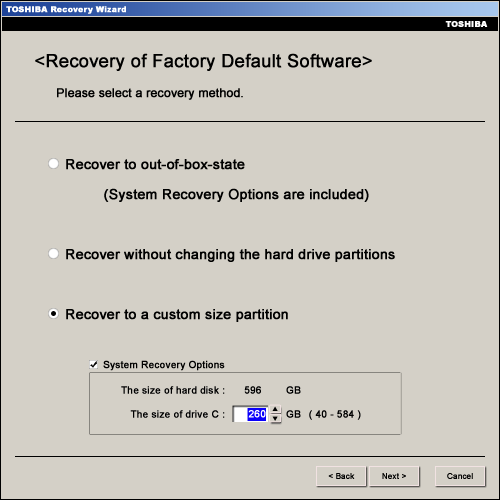 TOSHIBA Recovery Wizard
TOSHIBA
<Recovery of Factory Default Software>
Please select a recovery method.
Recover to out-of-box-state
(System Recovery Options are included)
Recover without changing the hard drive partitions
Recover to a custom size partition
System Recovery Options
The size of hard disk : 596 GB
The size of drive C : 260 GB ( 40 - 584 )
< Back Next > Cancel